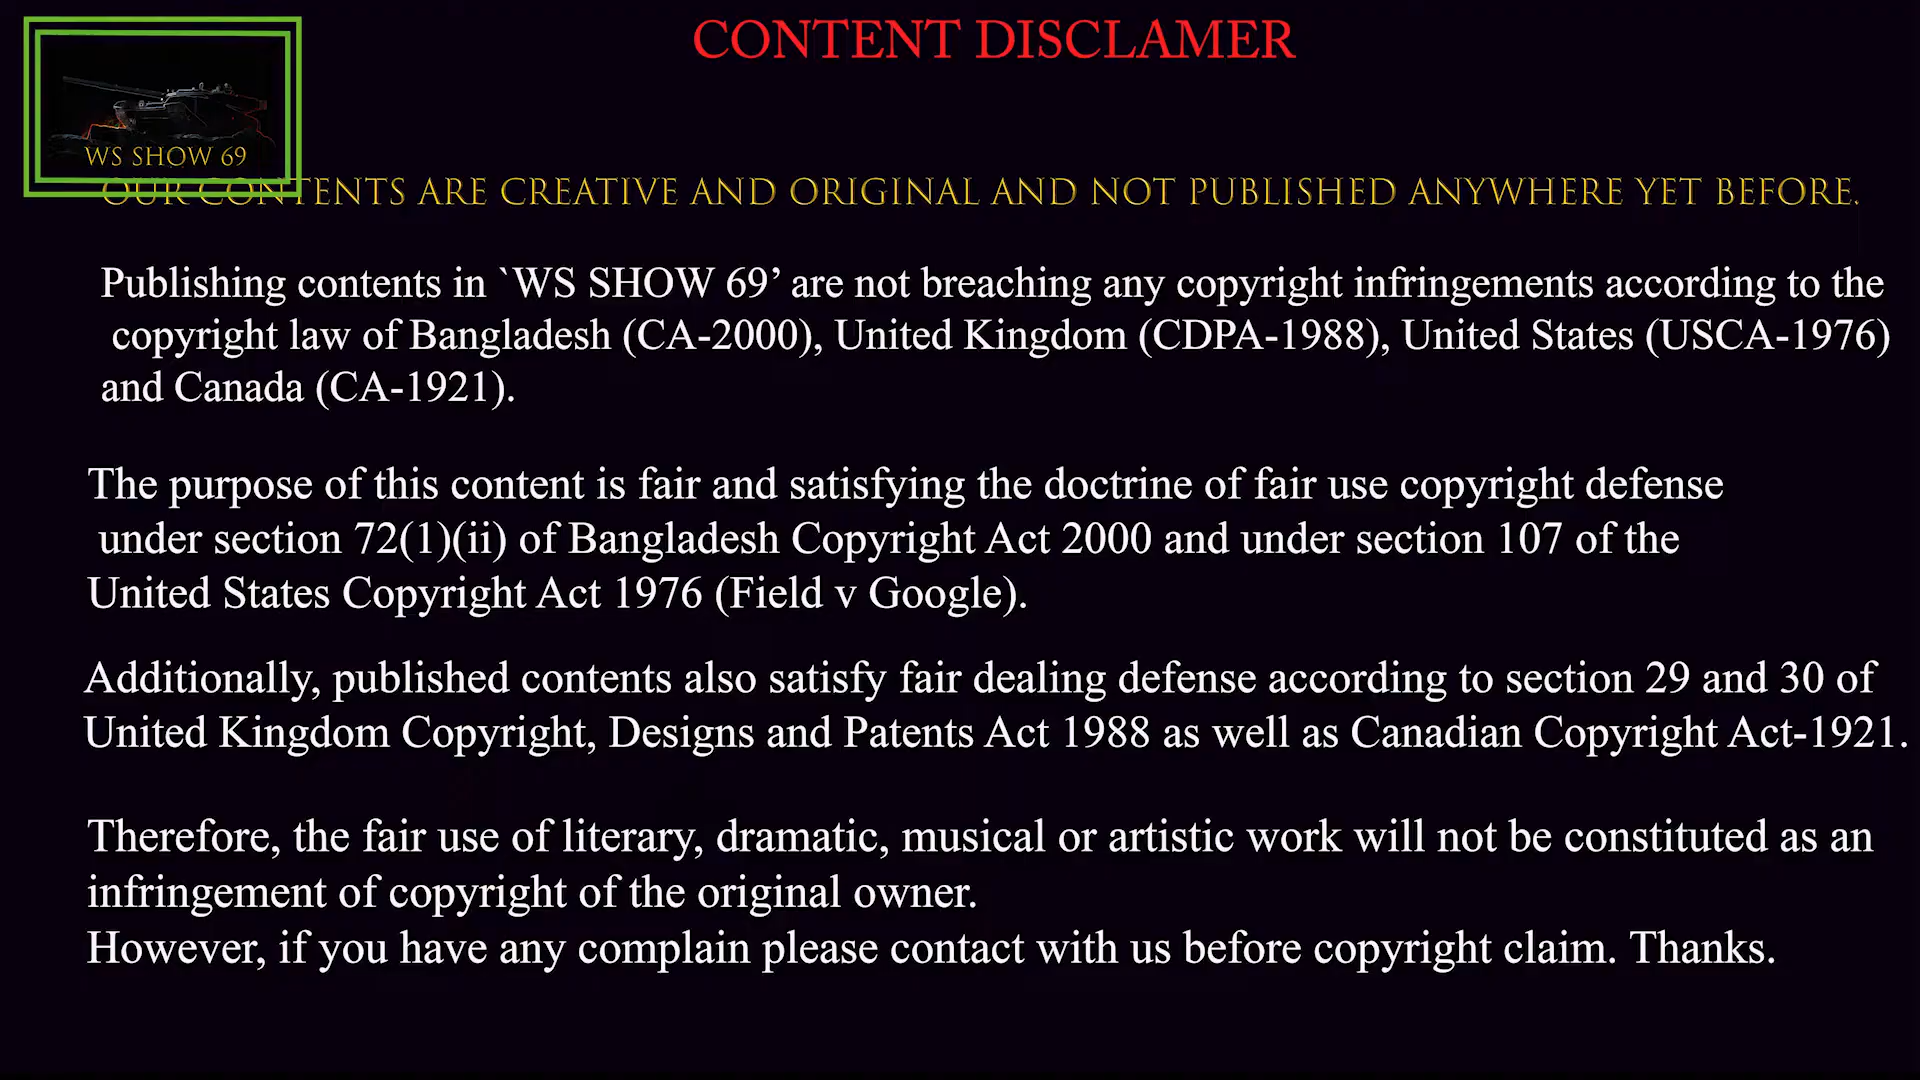 CONTENT DISCLAMER
WS SHOW 69
OUR CONTENTS ARE CREATIVE AND ORIGINAL AND NOT PUBLISHED ANYWHERE YET BEFORE.
Publishing contents in `WS SHOW 69’ are not breaching any copyright infringements according to the
copyright law of Bangladesh (CA-2000), United Kingdom (CDPA-1988), United States (USCA-1976)
and Canada (CA-1921).
The purpose of this content is fair and satisfying the doctrine of fair use copyright defense
under section 72(1)(ii) of Bangladesh Copyright Act 2000 and under section 107 of the
United States Copyright Act 1976 (Field v Google).
Additionally, published contents also satisfy fair dealing defense according to section 29 and 30 of
United Kingdom Copyright, Designs and Patents Act 1988 as well as Canadian Copyright Act-1921.
Therefore, the fair use of literary, dramatic, musical or artistic work will not be constituted as an
infringement of copyright of the original owner.
However, if you have any complain please contact with us before copyright claim. Thanks.